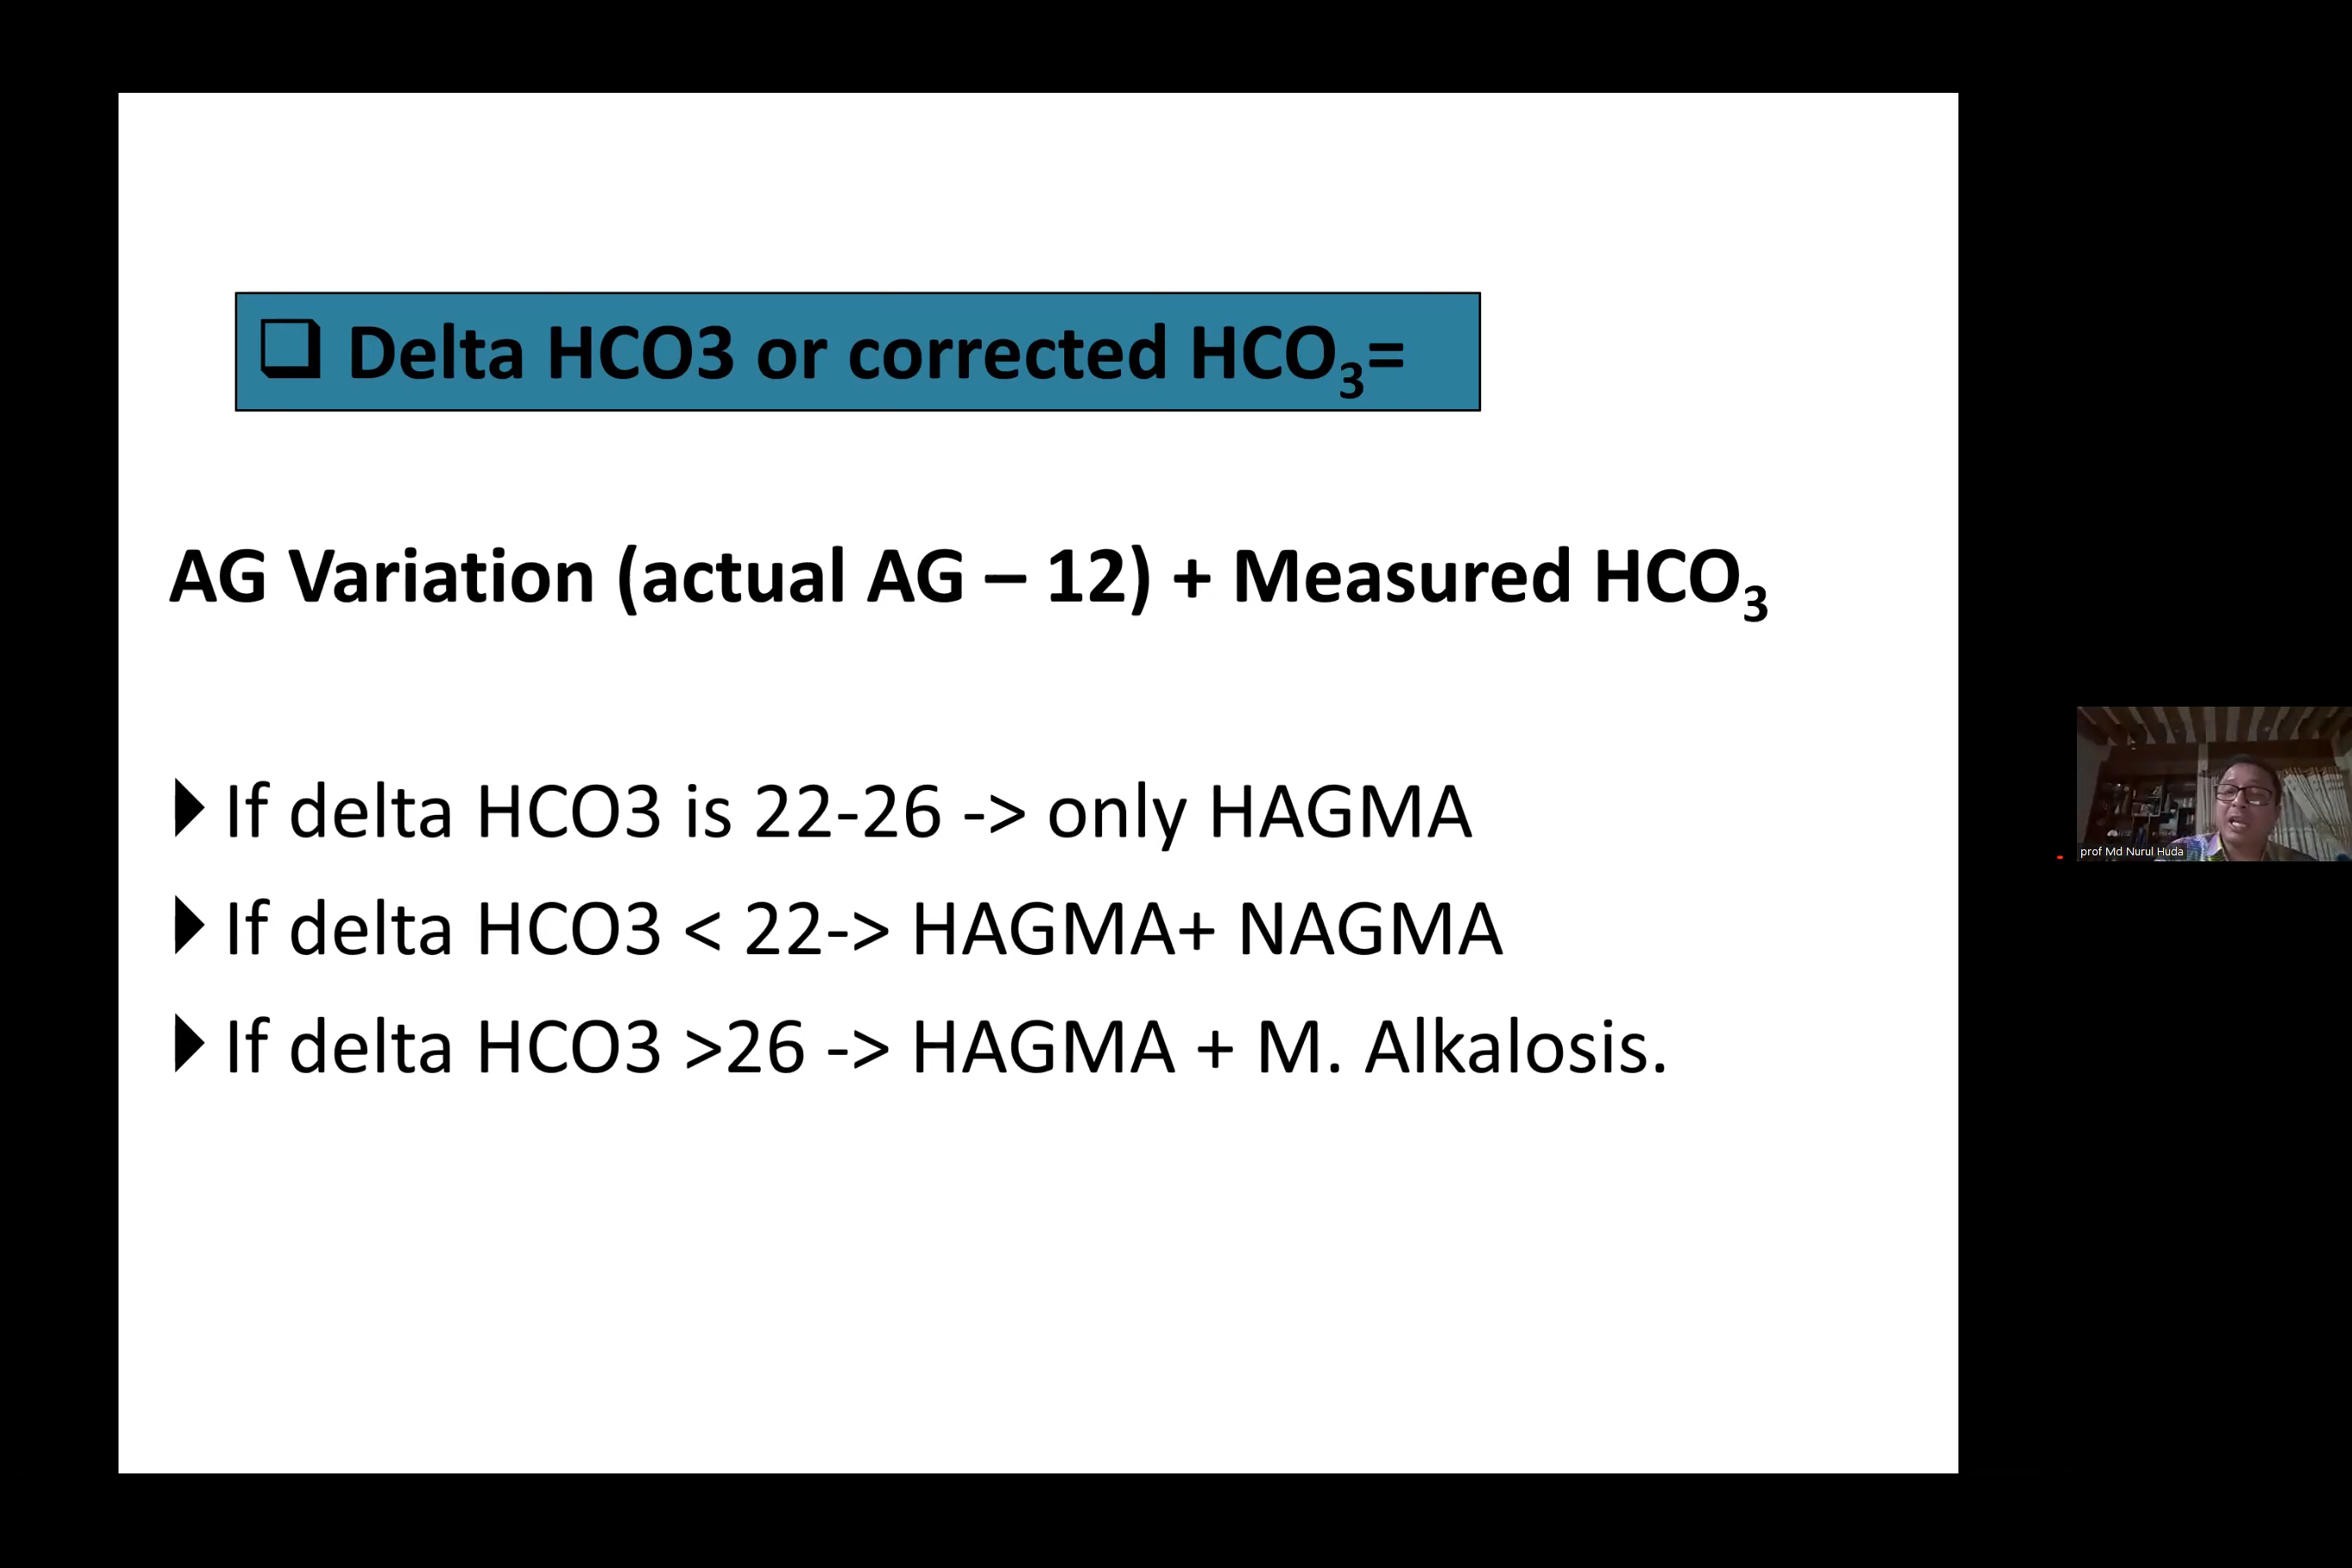 ❑ Delta HCO3 or corrected HCO₃=
AG Variation (actual AG – 12) + Measured HCO₃
If delta HCO3 is 22-26 -> only HAGMA
If delta HCO3 < 22-> HAGMA+ NAGMA
If delta HCO3 >26 -> HAGMA + M. Alkalosis.
prof Md Nurul Huda